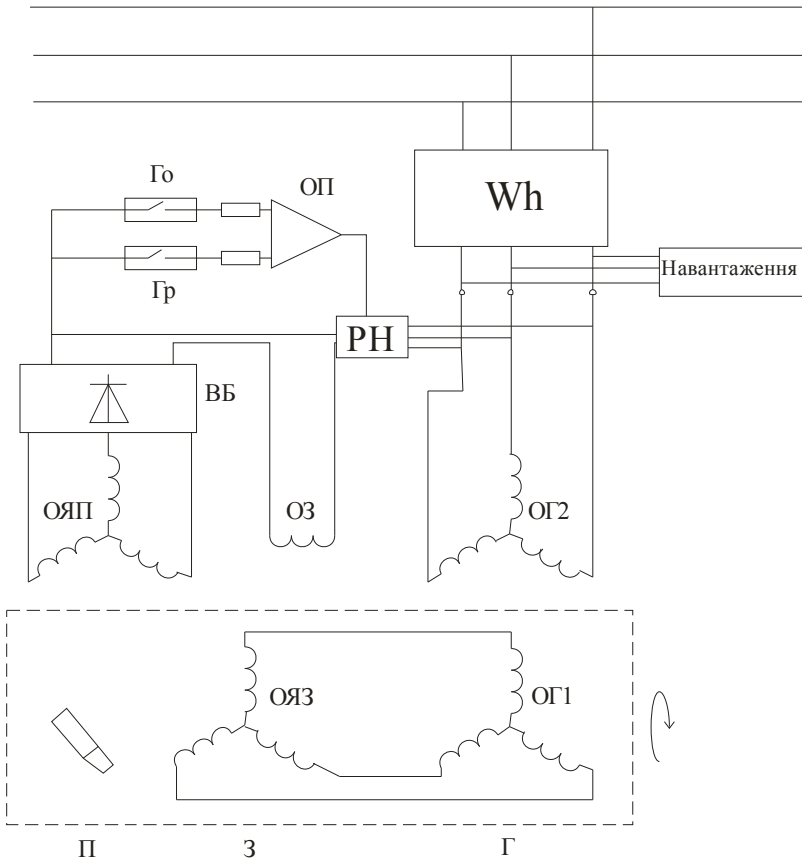 Го
ОП
Wh
Гр
Навантаження
РН
ВБ
ОЯП
ОЗ
ОГ2
ОЯЗ
ОГ1
П
З
Г